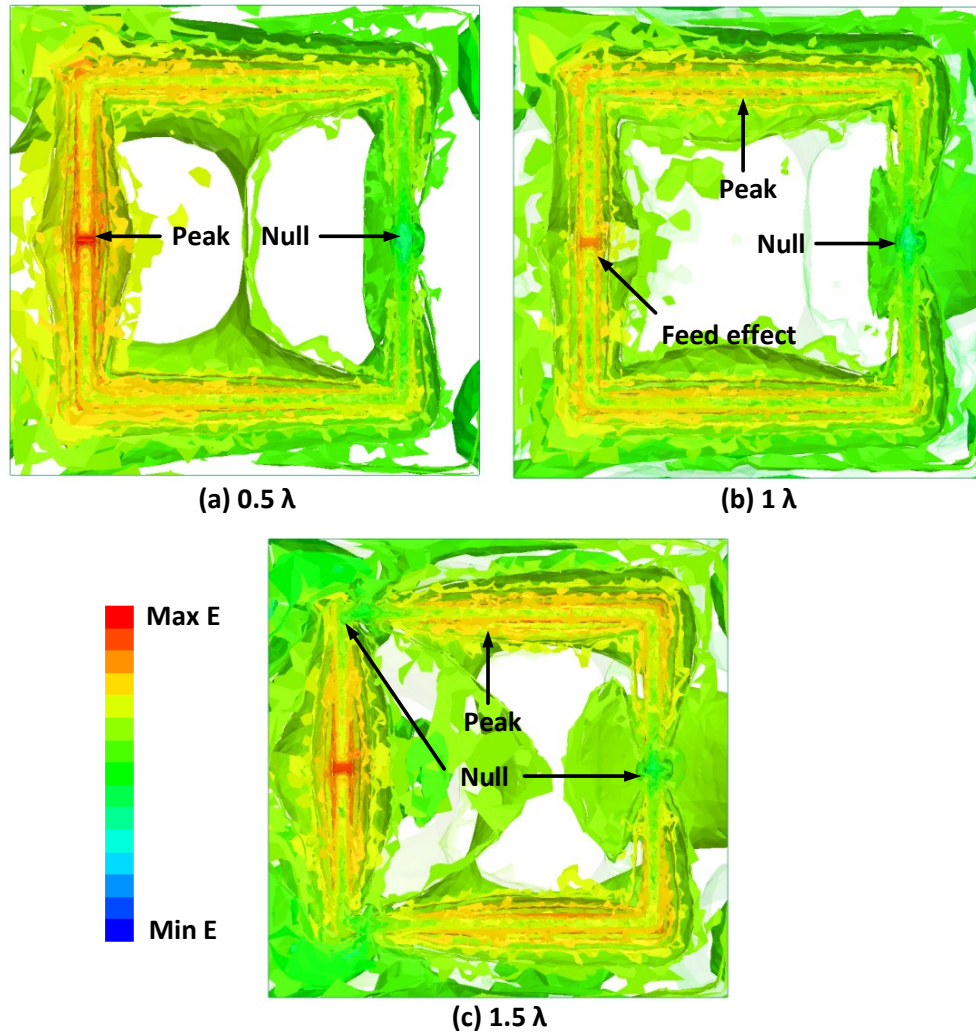 Peak
Null
(a) 0.5 λ
Peak
Null
Feed effect
(b) 1 λ
Max E
Min E
Peak
Null
(c) 1.5 λ